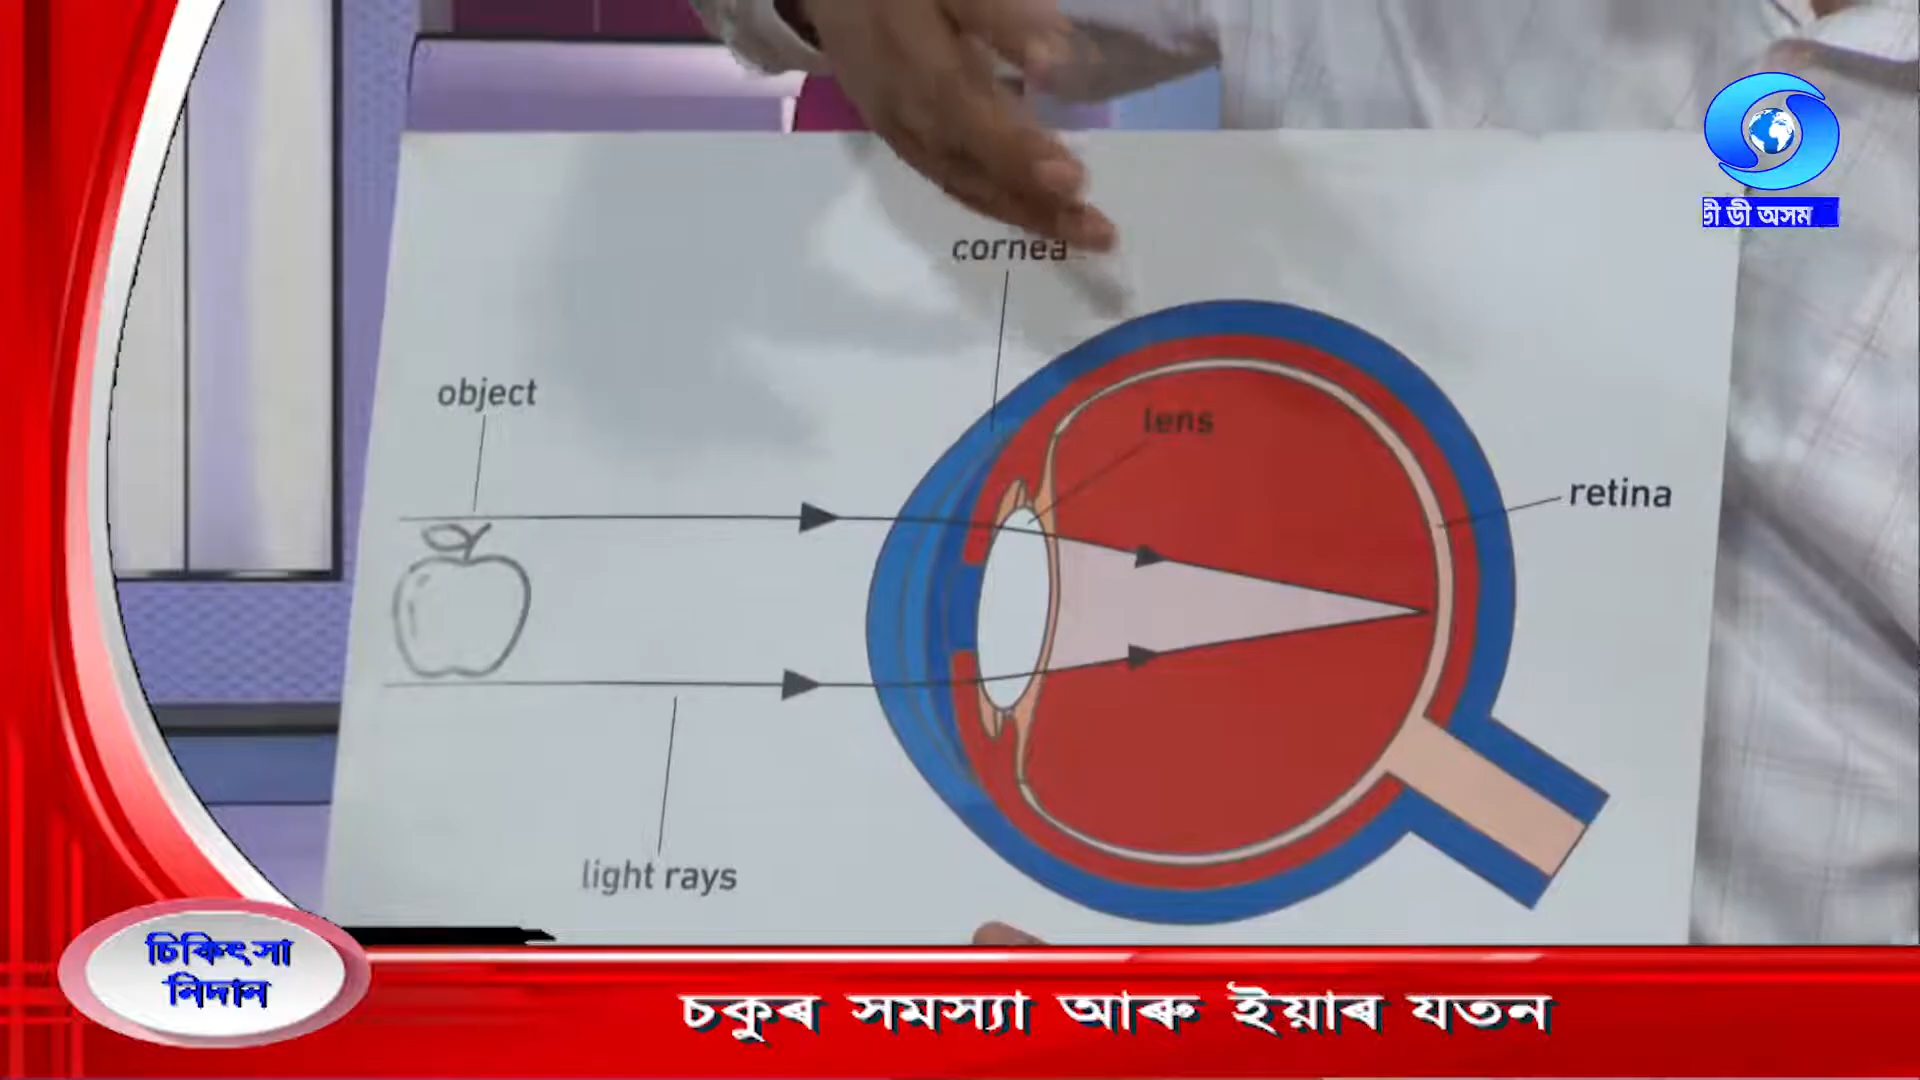 ডী ডী অসম
cornea
object
lens
retina
light rays
চিকিৎসা
নিদান
চকুৰ সমস্যা আৰু ইয়াৰ যতন